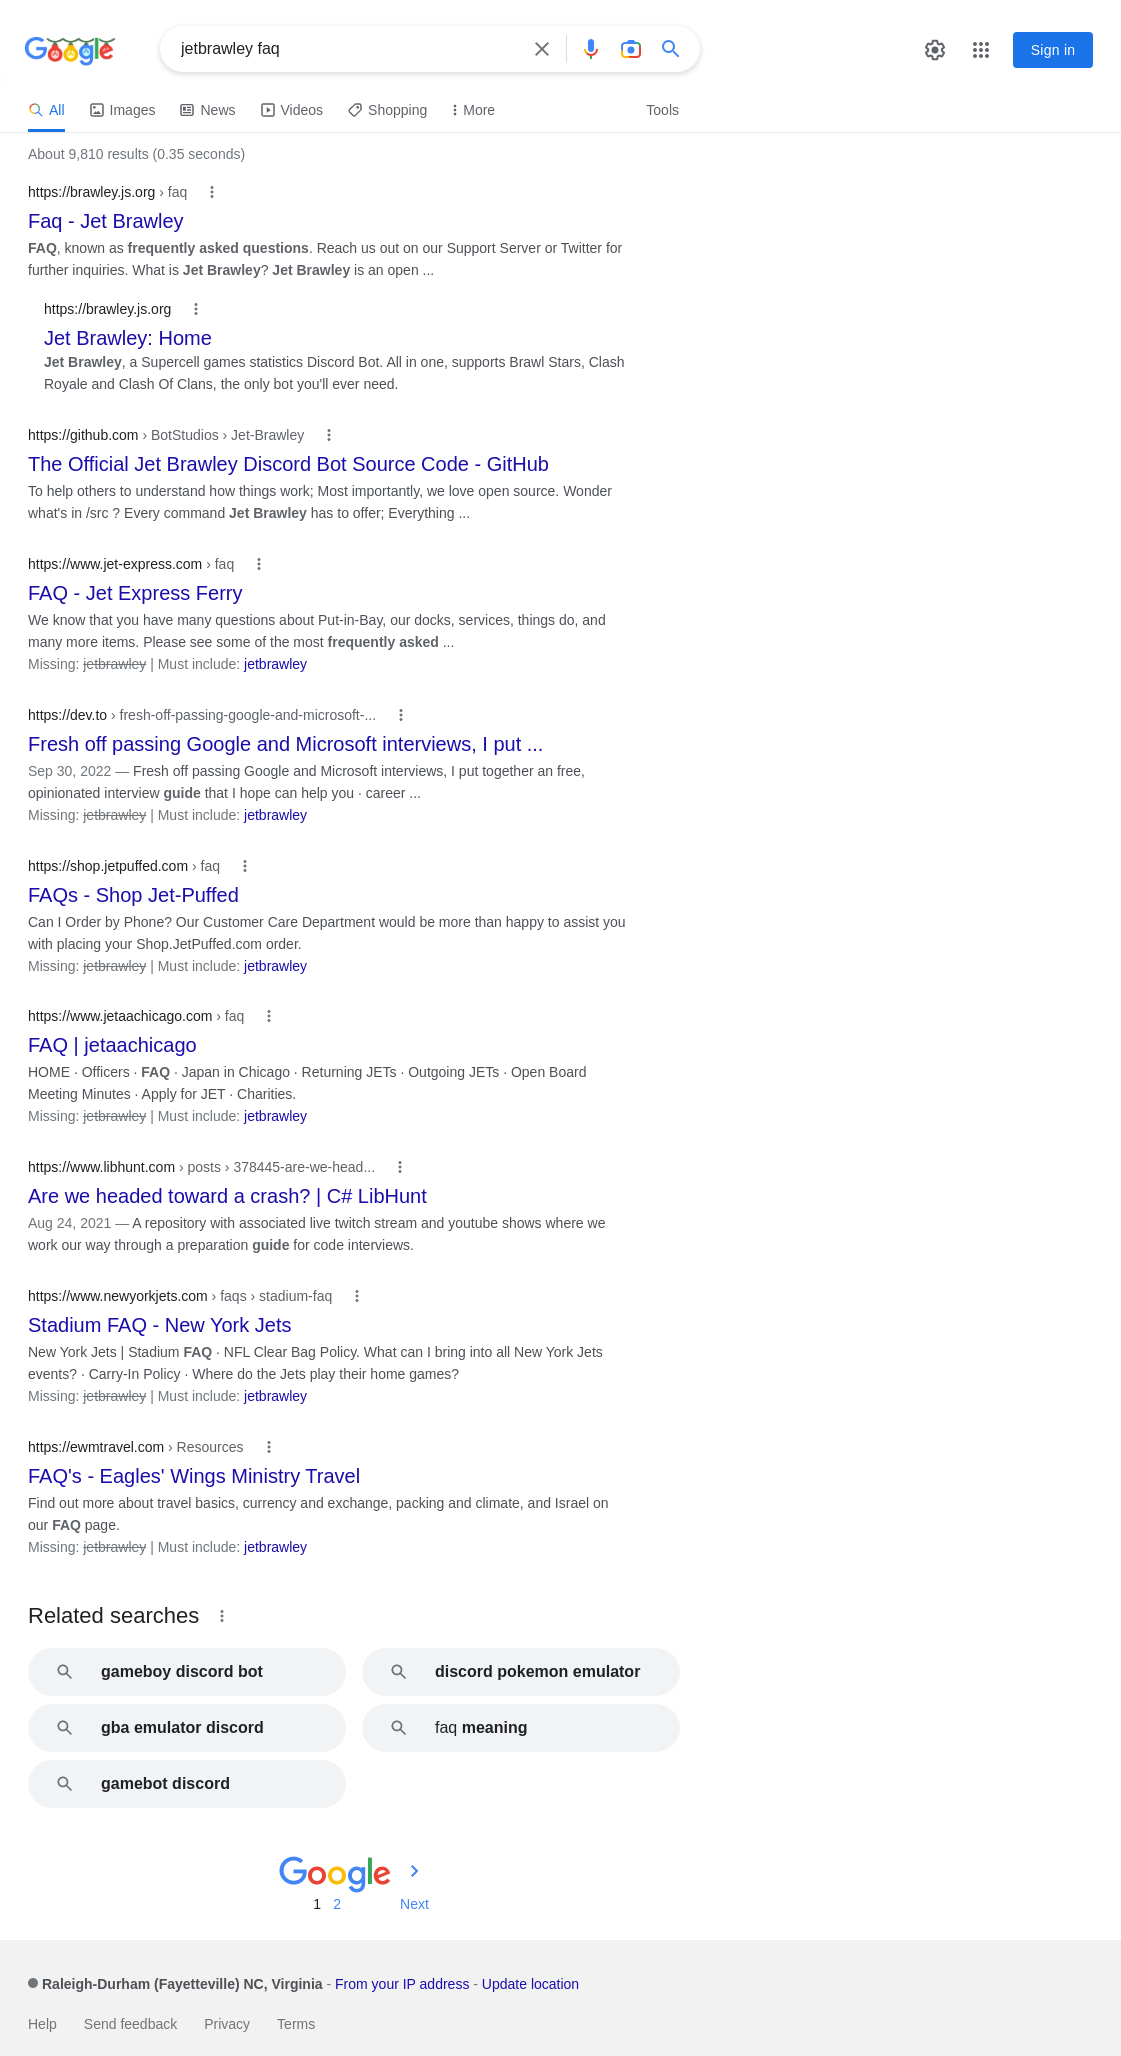 Google
jetbrawley faq
Sign in
All
Images
News
Videos
Shopping
More
Tools
About 9,810 results (0.35 seconds)
https://brawley.js.org › faq
Faq - Jet Brawley
FAQ, known as frequently asked questions. Reach us out on our Support Server or Twitter for
further inquiries. What is Jet Brawley? Jet Brawley is an open ...
https://brawley.js.org
Jet Brawley: Home
Jet Brawley, a Supercell games statistics Discord Bot. All in one, supports Brawl Stars, Clash
Royale and Clash Of Clans, the only bot you'll ever need.
https://github.com › BotStudios › Jet-Brawley
The Official Jet Brawley Discord Bot Source Code - GitHub
To help others to understand how things work; Most importantly, we love open source. Wonder
what's in /src ? Every command Jet Brawley has to offer; Everything ...
https://www.jet-express.com › faq
FAQ - Jet Express Ferry
We know that you have many questions about Put-in-Bay, our docks, services, things do, and
many more items. Please see some of the most frequently asked ...
Missing: jetbrawley | Must include: jetbrawley
https://dev.to › fresh-off-passing-google-and-microsoft-...
Fresh off passing Google and Microsoft interviews, I put ...
Sep 30, 2022 — Fresh off passing Google and Microsoft interviews, I put together an free,
opinionated interview guide that I hope can help you · career ...
Missing: jetbrawley | Must include: jetbrawley
https://shop.jetpuffed.com › faq
FAQs - Shop Jet-Puffed
Can I Order by Phone? Our Customer Care Department would be more than happy to assist you
with placing your Shop.JetPuffed.com order.
Missing: jetbrawley | Must include: jetbrawley
https://www.jetaachicago.com › faq
FAQ | jetaachicago
HOME · Officers · FAQ · Japan in Chicago · Returning JETs · Outgoing JETs · Open Board
Meeting Minutes · Apply for JET · Charities.
Missing: jetbrawley | Must include: jetbrawley
https://www.libhunt.com › posts › 378445-are-we-head...
Are we headed toward a crash? | C# LibHunt
Aug 24, 2021 — A repository with associated live twitch stream and youtube shows where we
work our way through a preparation guide for code interviews.
https://www.newyorkjets.com › faqs › stadium-faq
Stadium FAQ - New York Jets
New York Jets | Stadium FAQ · NFL Clear Bag Policy. What can I bring into all New York Jets
events? · Carry-In Policy · Where do the Jets play their home games?
Missing: jetbrawley | Must include: jetbrawley
https://ewmtravel.com › Resources
FAQ's - Eagles' Wings Ministry Travel
Find out more about travel basics, currency and exchange, packing and climate, and Israel on
our FAQ page.
Missing: jetbrawley | Must include: jetbrawley
Related searches
gameboy discord bot
discord pokemon emulator
gba emulator discord
faq meaning
gamebot discord
Google
1 2 Next
Raleigh-Durham (Fayetteville) NC, Virginia - From your IP address - Update location
Help Send feedback Privacy Terms